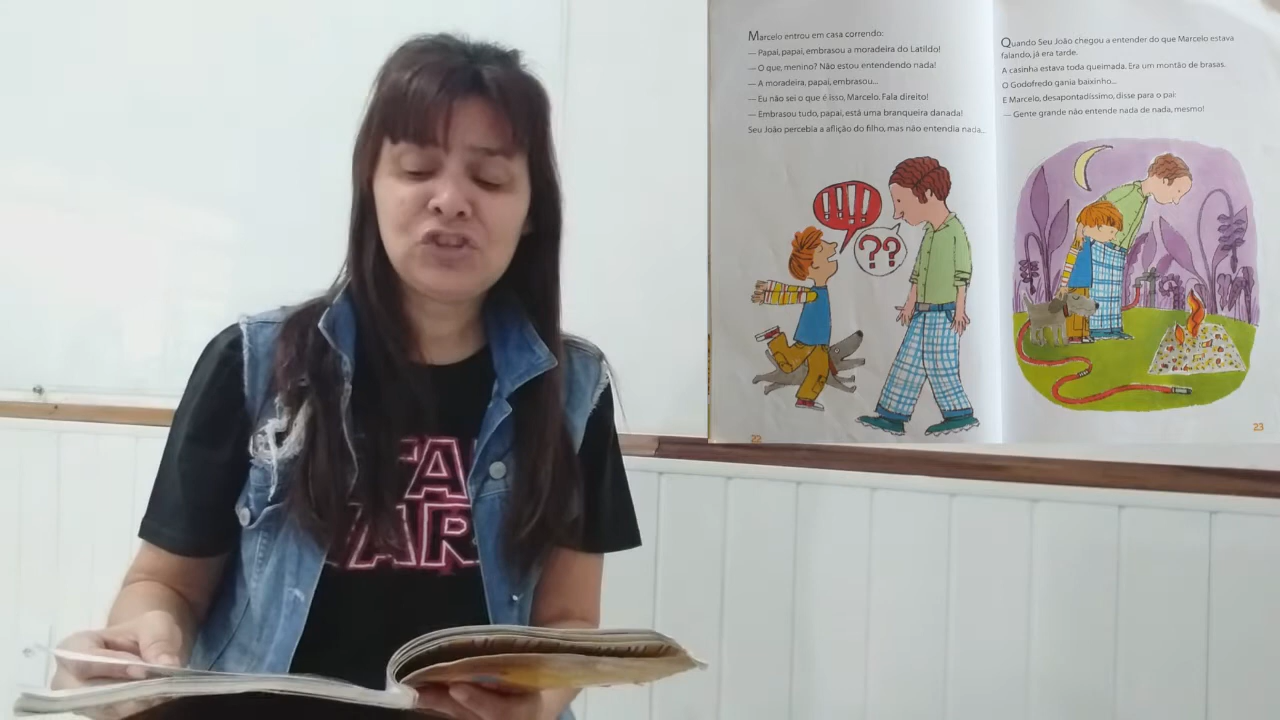 Marcelo entrou em casa correndo:
— Papai, papai, embrasou a moradeira do Latildo!
— O que, menino? Não estou entendendo nada!
— A moradeira, papai, embrasou...
— Eu não sei o que é isso, Marcelo. Fala direito!
— Embrasou tudo, papai, está uma branqueira danada!
Seu João percebia a aflição do filho, mas não entendia nada...
!!!!
??
22
Quando Seu João chegou a entender do que Marcelo estava
falando, já era tarde.
A casinha estava toda queimada. Era um montão de brasas.
O Godofredo gania baixinho...
E Marcelo, desapontadíssimo, disse para o pai:
— Gente grande não entende nada de nada, mesmo!
23